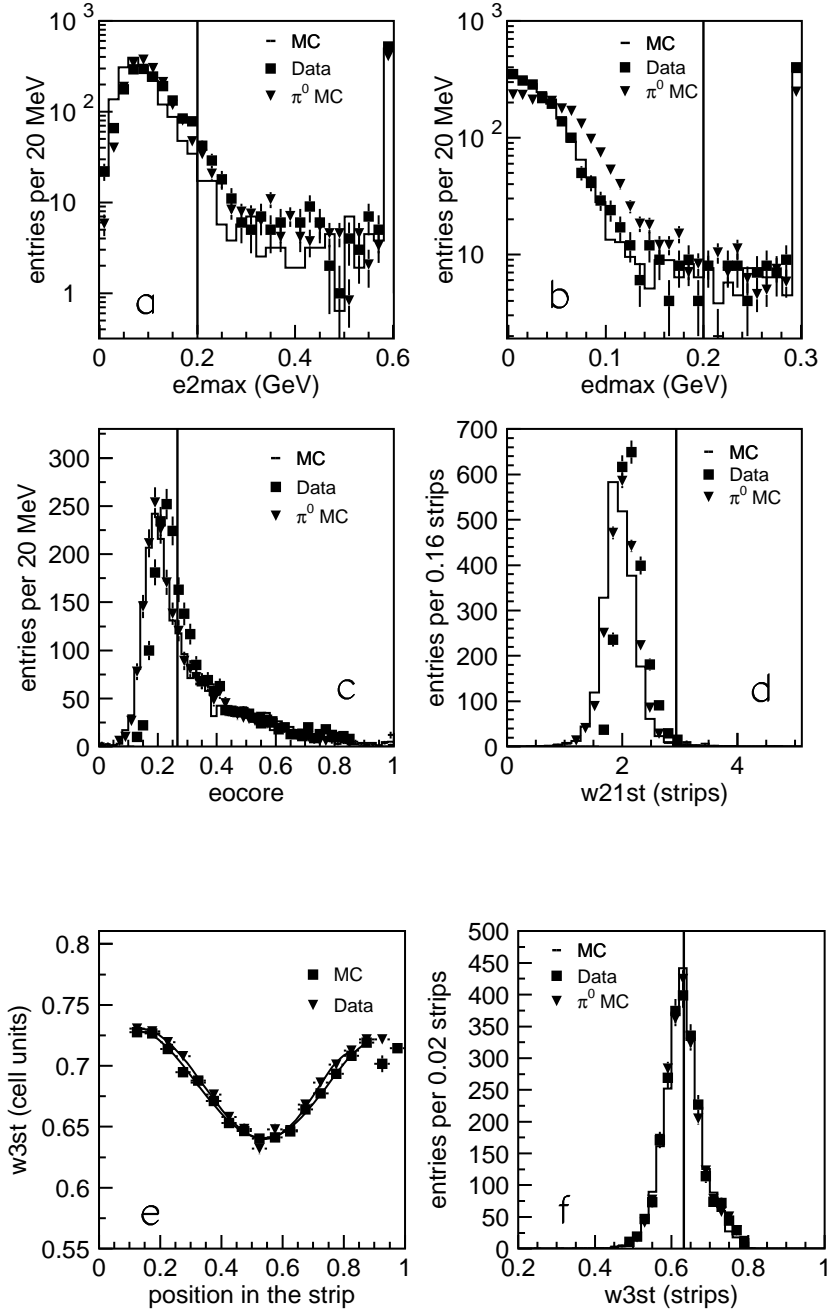 entries per 20 MeV
10³
10²
10
1
MC
Data
π⁰ MC
a
0 0.2 0.4 0.6
e2max (GeV)
entries per 20 MeV
10³
10²
10
MC
Data
π⁰ MC
b
0 0.1 0.2 0.3
edmax (GeV)
entries per 20 MeV
300
250
200
150
100
50
0
MC
Data
π⁰ MC
c
0 0.2 0.4 0.6 0.8 1
eocore
entries per 0.16 strips
700
600
500
400
300
200
100
0
MC
Data
π⁰ MC
d
0 2 4
w21st (strips)
w3st (cell units)
0.8
0.75
0.7
0.65
0.6
0.55
MC
Data
e
0 0.2 0.4 0.6 0.8 1
position in the strip
entries per 0.02 strips
500
450
400
350
300
250
200
150
100
50
0
MC
Data
π⁰ MC
f
0.2 0.4 0.6 0.8 1
w3st (strips)